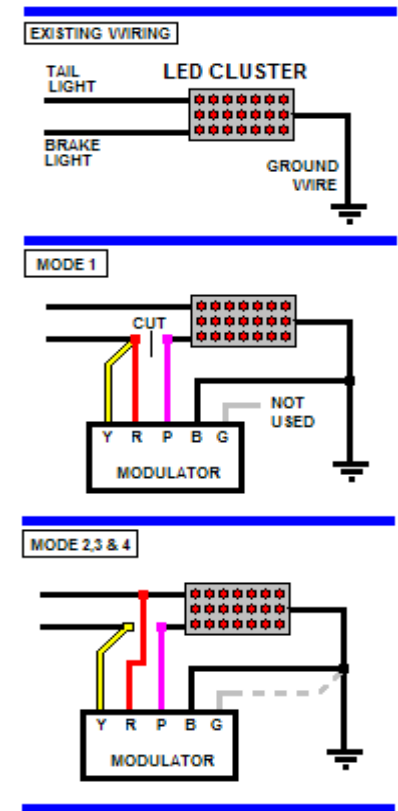 EXISTING WIRING
TAIL LIGHT
LED CLUSTER
BRAKE LIGHT
GROUND WIRE
MODE 1
CUT
NOT USED
Y R P B G
MODULATOR
MODE 2,3 & 4
Y R P B G
MODULATOR